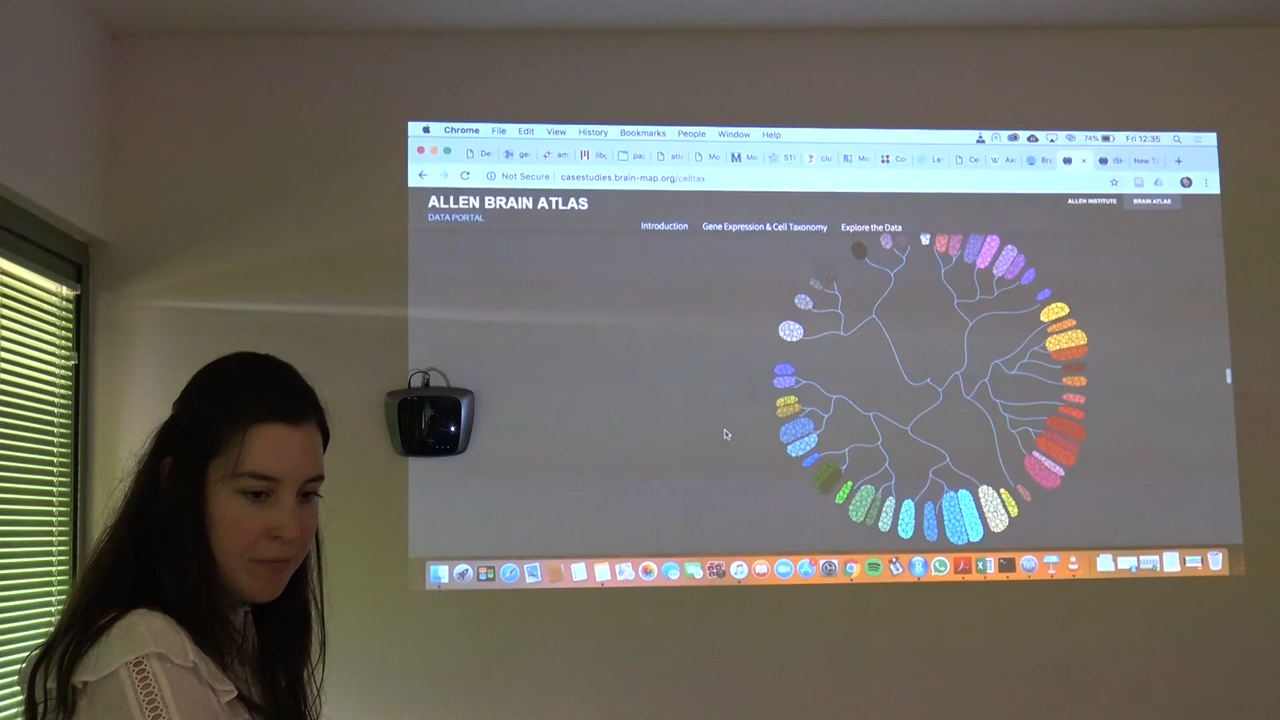 Chrome File Edit View History Bookmarks People Window Help 74% Fri 12:35
New T
Not Secure casestudies.brain-map.org/celltax
ALLEN BRAIN ATLAS
DATA PORTAL
ALLEN INSTITUTE BRAIN ATLAS
Introduction Gene Expression & Cell Taxonomy Explore the Data